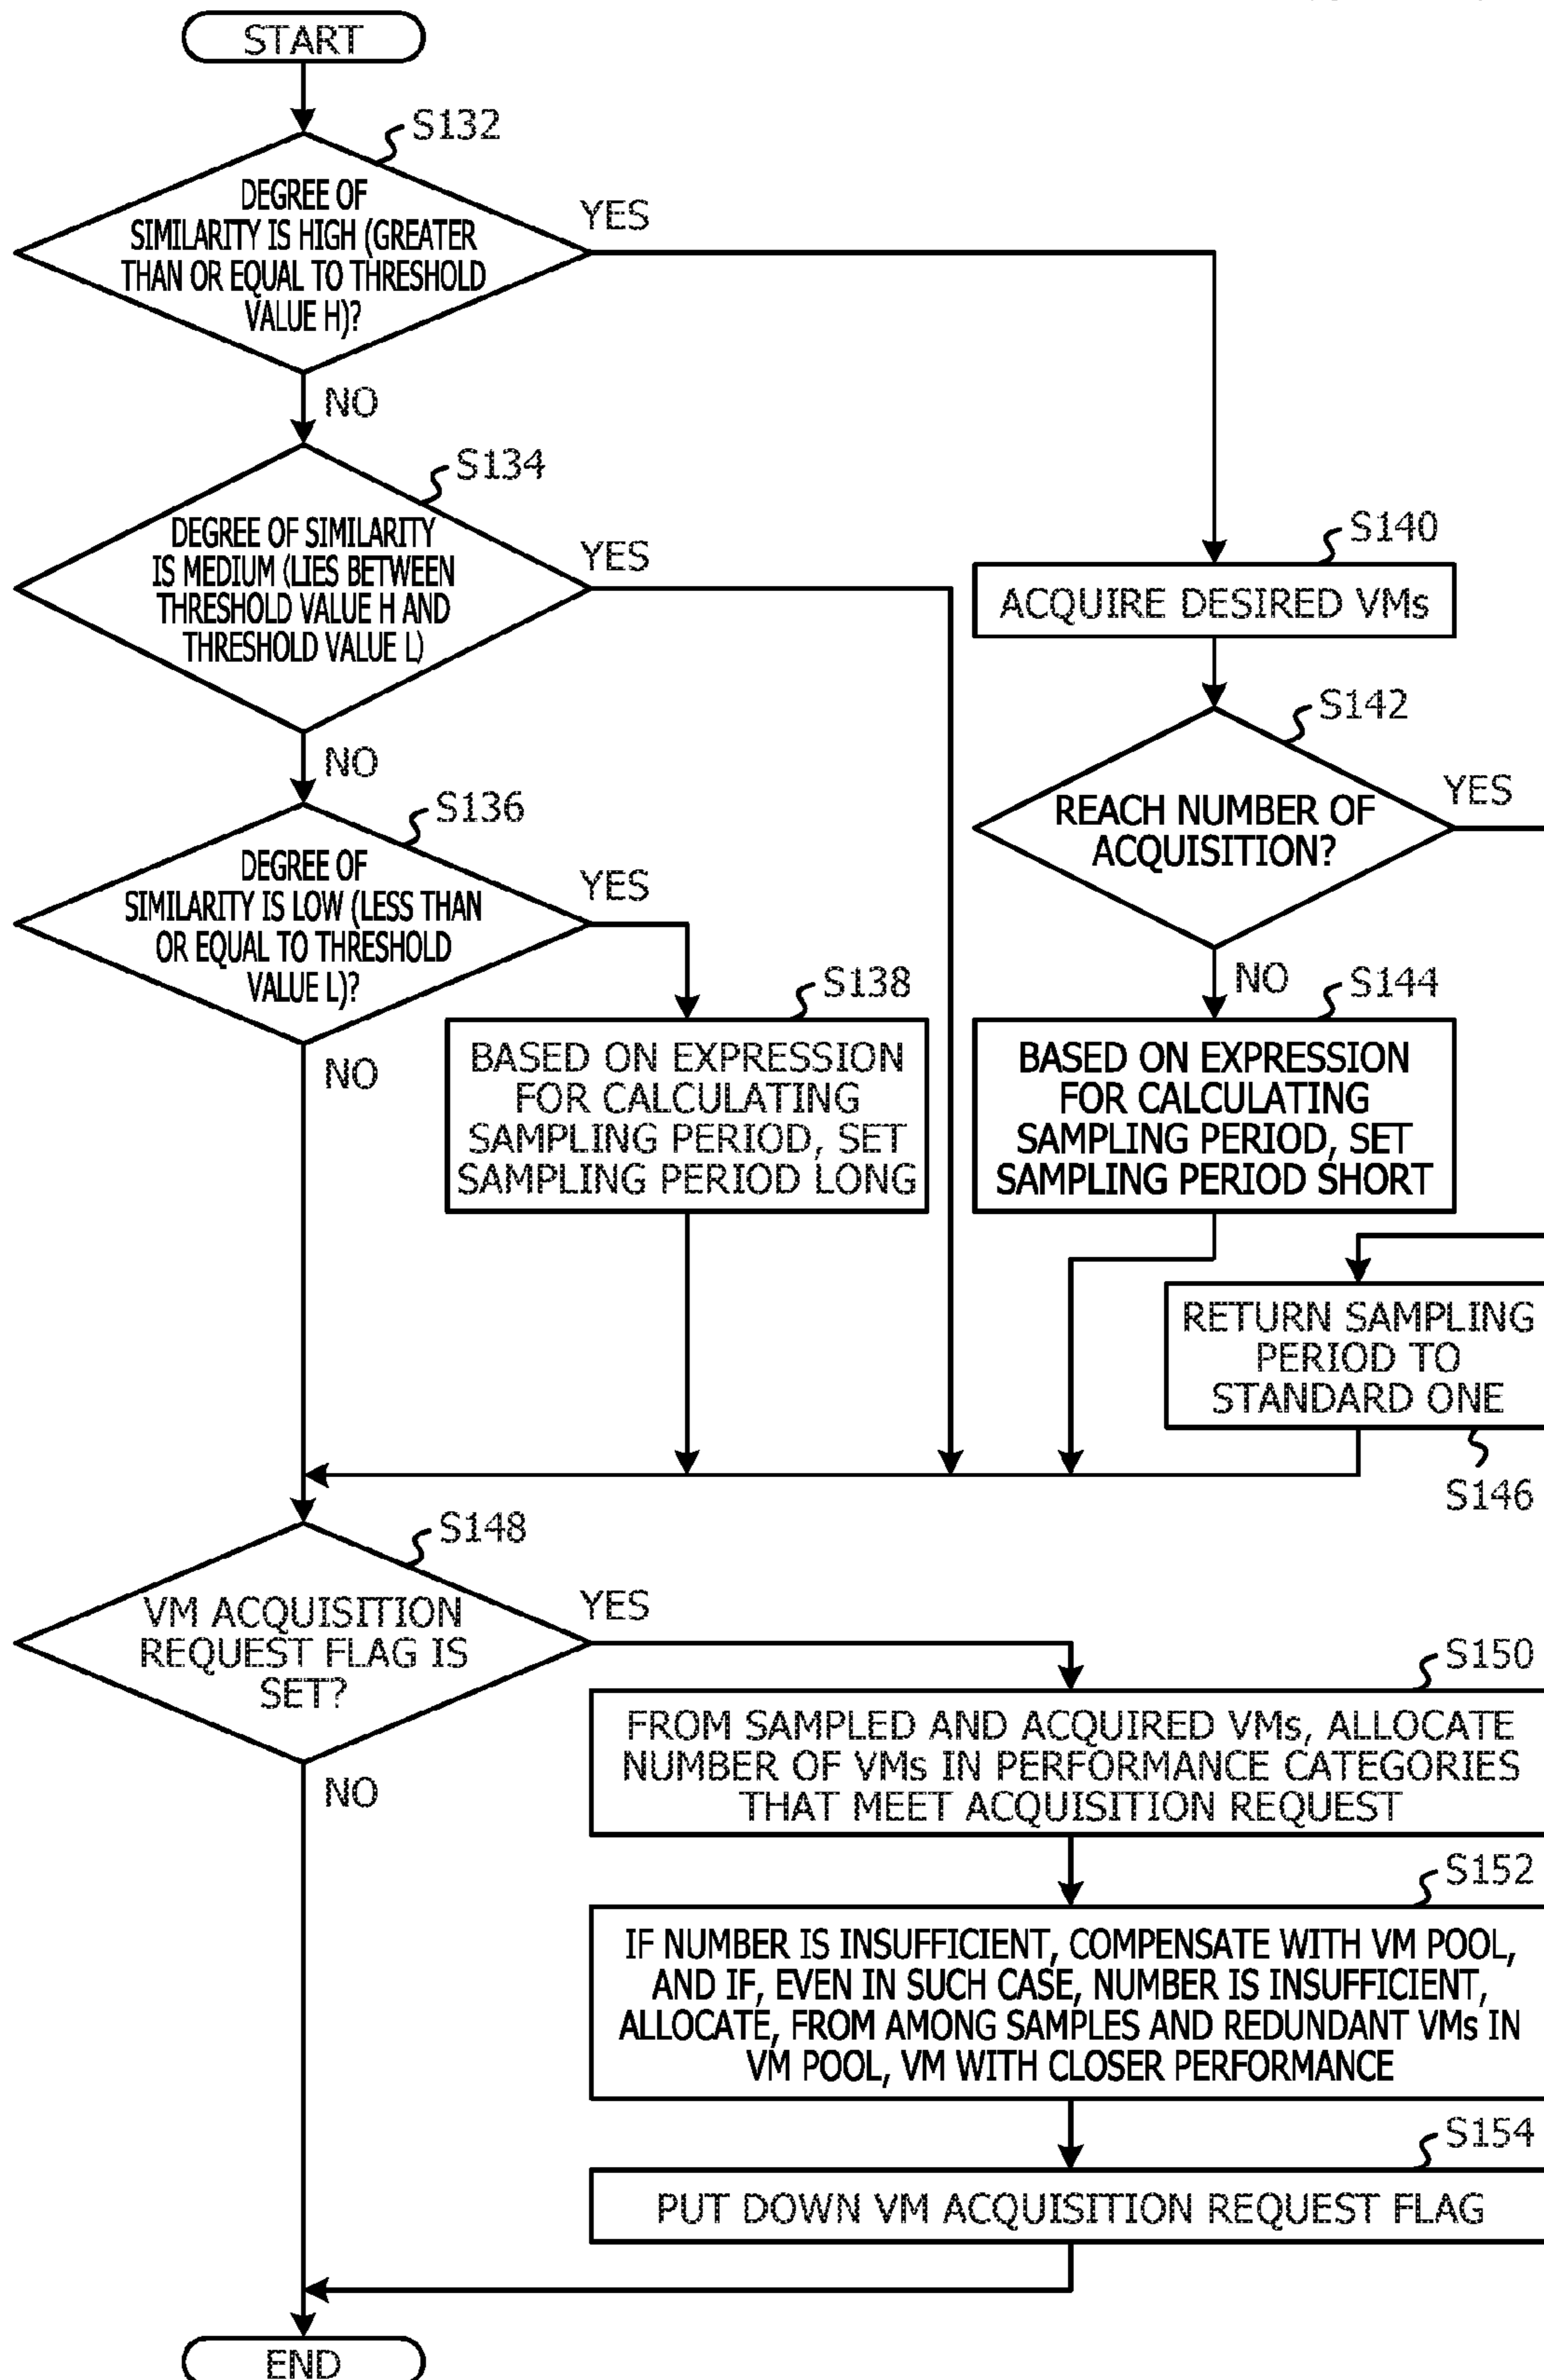 START
S132
DEGREE OF
SIMILARITY IS HIGH (GREATER
THAN OR EQUAL TO THRESHOLD
VALUE H)?
YES
NO
S134
DEGREE OF SIMILARITY
IS MEDIUM (LIES BETWEEN
THRESHOLD VALUE H AND
THRESHOLD VALUE L)
YES
NO
S136
DEGREE OF
SIMILARITY IS LOW (LESS THAN
OR EQUAL TO THRESHOLD
VALUE L)?
YES
NO
S138
BASED ON EXPRESSION
FOR CALCULATING
SAMPLING PERIOD, SET
SAMPLING PERIOD LONG
S140
ACQUIRE DESIRED VMs
S142
REACH NUMBER OF
ACQUISITION?
YES
NO
S144
BASED ON EXPRESSION
FOR CALCULATING
SAMPLING PERIOD, SET
SAMPLING PERIOD SHORT
RETURN SAMPLING
PERIOD TO
STANDARD ONE
S146
S148
VM ACQUISITION
REQUEST FLAG IS
SET?
YES
NO
S150
FROM SAMPLED AND ACQUIRED VMs, ALLOCATE
NUMBER OF VMs IN PERFORMANCE CATEGORIES
THAT MEET ACQUISITION REQUEST
S152
IF NUMBER IS INSUFFICIENT, COMPENSATE WITH VM POOL,
AND IF, EVEN IN SUCH CASE, NUMBER IS INSUFFICIENT,
ALLOCATE, FROM AMONG SAMPLES AND REDUNDANT VMs IN
VM POOL, VM WITH CLOSER PERFORMANCE
S154
PUT DOWN VM ACQUISITION REQUEST FLAG
END